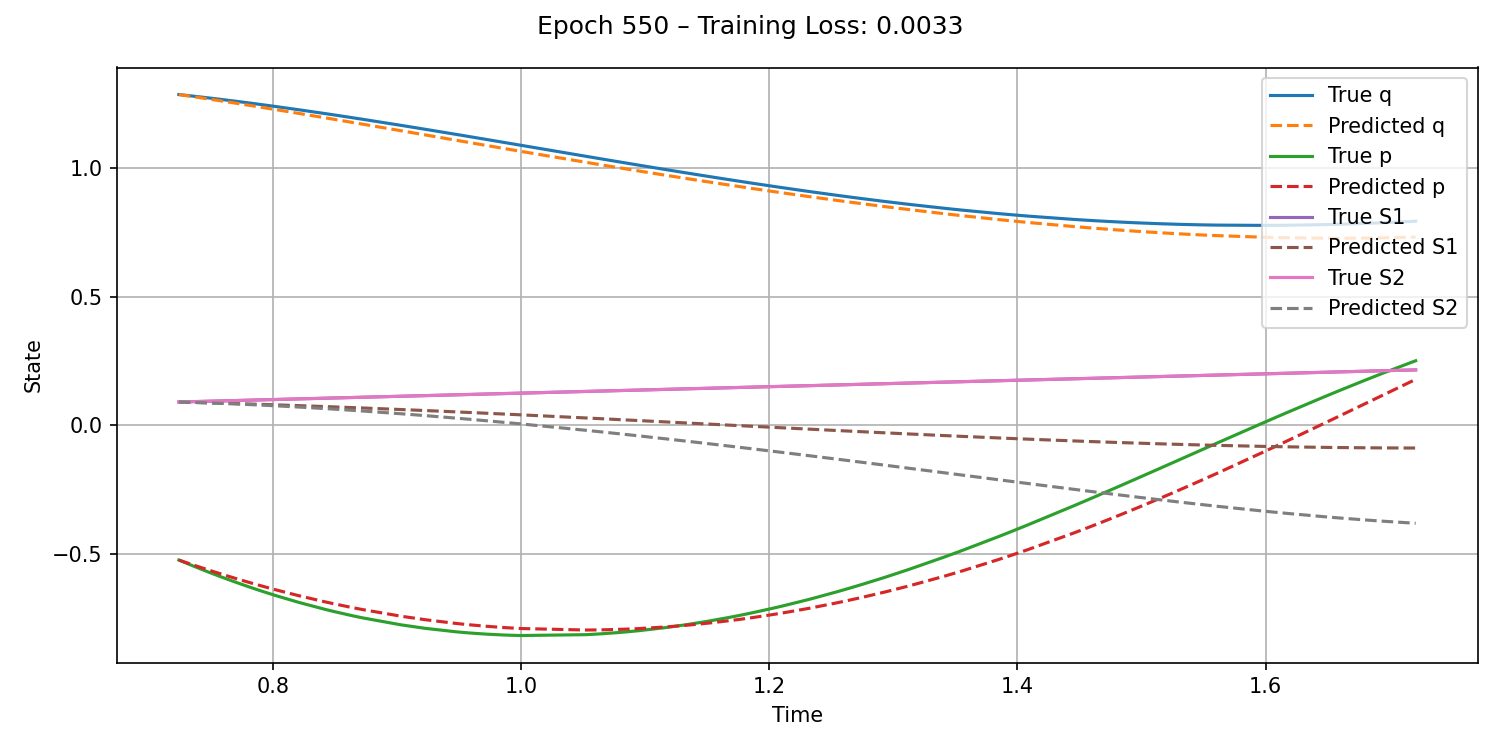 Epoch 550 – Training Loss: 0.0033
True q
Predicted q
True p
Predicted p
True S1
Predicted S1
True S2
Predicted S2
State
1.0
0.5
0.0
−0.5
0.8
1.0
1.2
1.4
1.6
Time